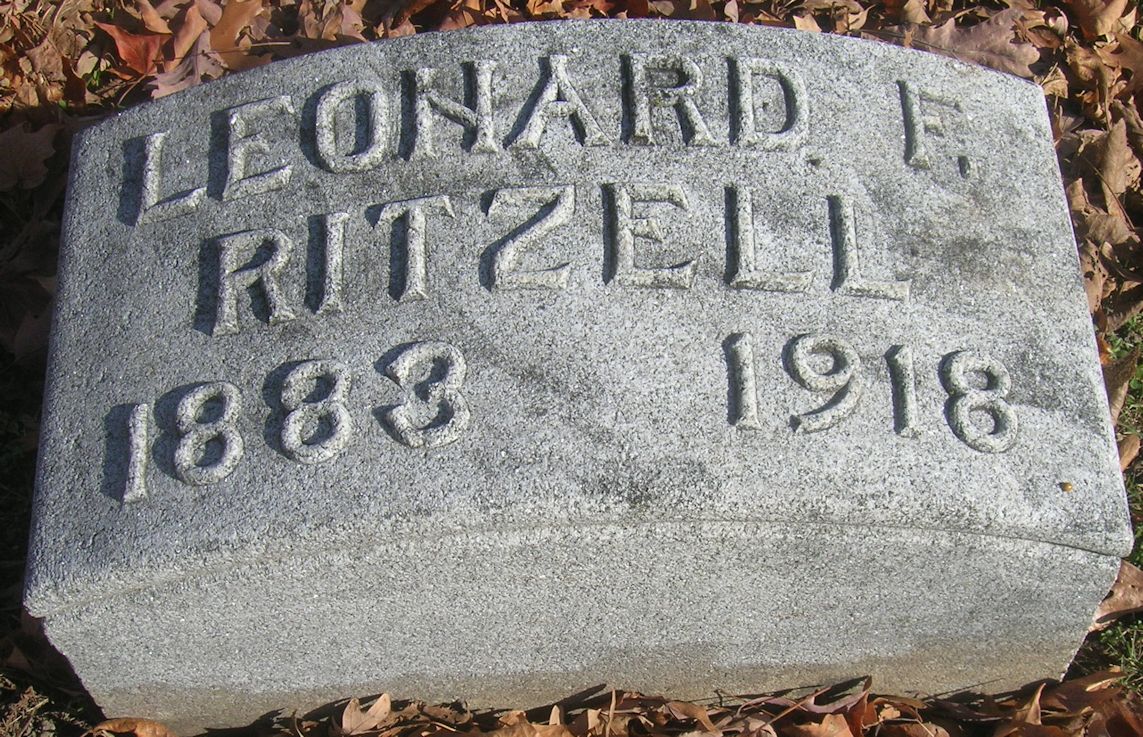 LEONARD F.
RITZELL
1883 1918